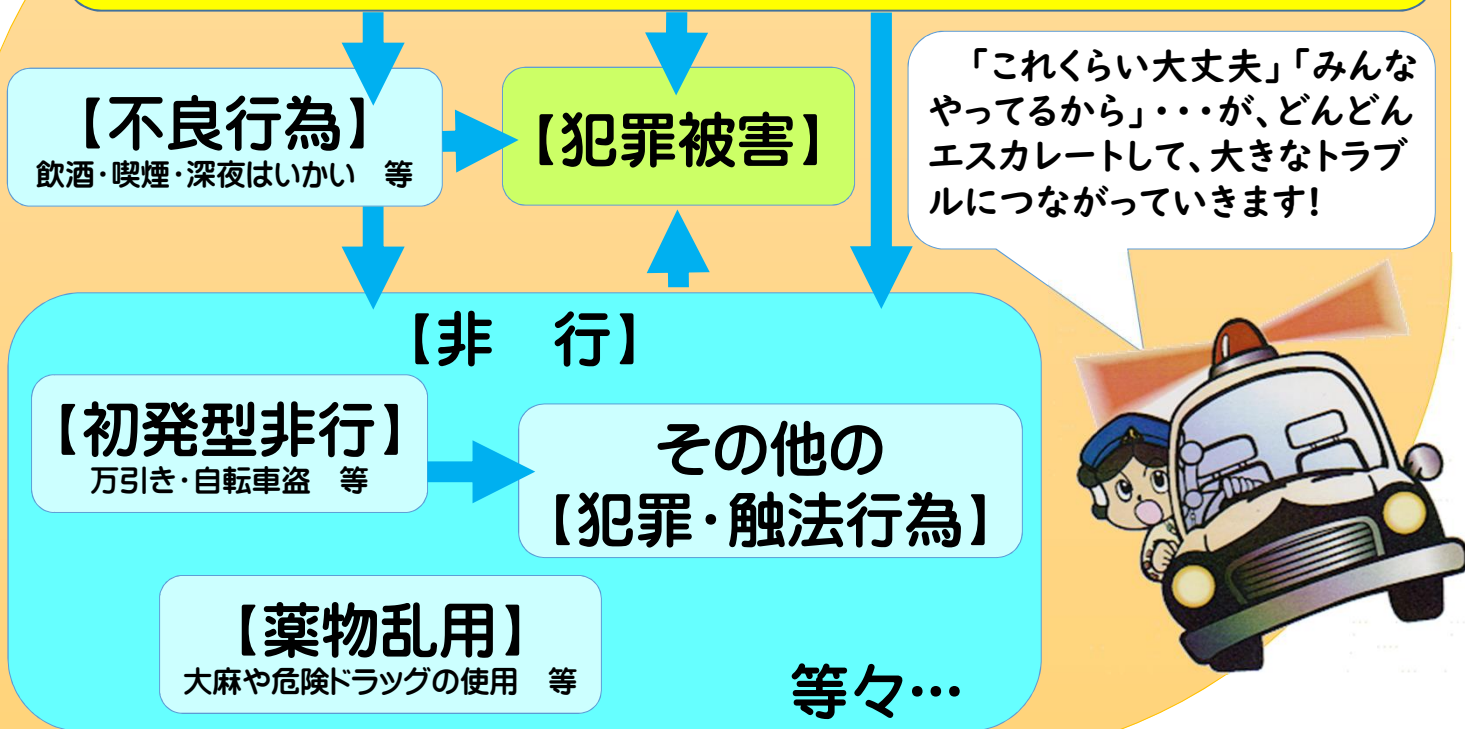 【不良行為】
飲酒・喫煙・深夜はいかい　等
【犯罪被害】
「これくらい大丈夫」「みんな
やってるから」・・・が、どんどん
エスカレートして、大きなトラブ
ルにつながっていきます!
【非　行】
【初発型非行】
万引き・自転車盗　等
その他の
【犯罪・触法行為】
【薬物乱用】
大麻や危険ドラッグの使用　等
等々…